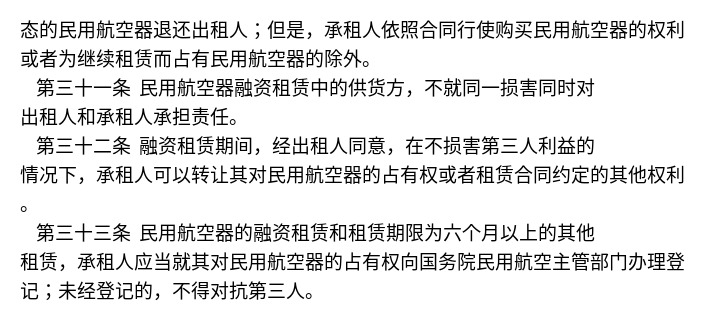 态的民用航空器退还出租人；但是，承租人依照合同行使购买民用航空器的权利
或者为继续租赁而占有民用航空器的除外。
第三十一条 民用航空器融资租赁中的供货方，不就同一损害同时对
出租人和承租人承担责任。
第三十二条 融资租赁期间，经出租人同意，在不损害第三人利益的
情况下，承租人可以转让其对民用航空器的占有权或者租赁合同约定的其他权利
。
第三十三条 民用航空器的融资租赁和租赁期限为六个月以上的其他
租赁，承租人应当就其对民用航空器的占有权向国务院民用航空主管部门办理登
记；未经登记的，不得对抗第三人。